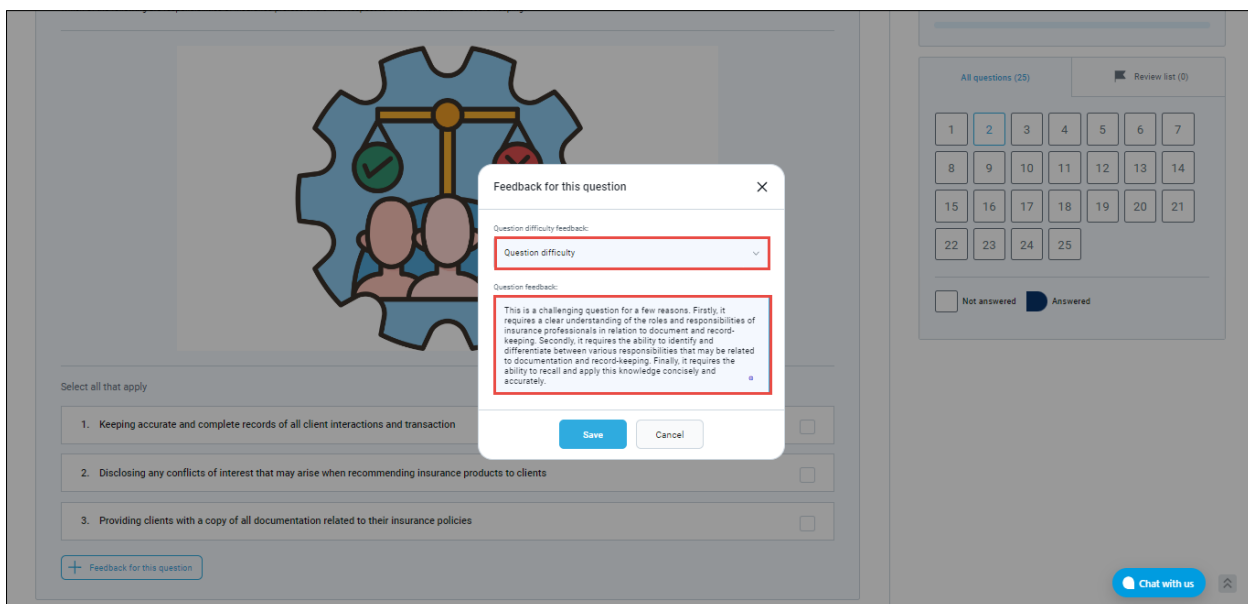 All questions (25)
Review list (0)
1 2 3 4 5 6 7
8 9 10 11 12 13 14
15 16 17 18 19 20 21
22 23 24 25
Not answered
Answered
Feedback for this question
Question difficulty feedback:
Question difficulty
Question feedback:
This is a challenging question for a few reasons. Firstly, it
requires a clear understanding of the roles and responsibilities of
insurance professionals in relation to document and record-
keeping. Secondly, it requires the ability to identify and
differentiate between various responsibilities that may be related
to documentation and record-keeping. Finally, it requires the
ability to recall and apply this knowledge concisely and
accurately.
Save
Cancel
Select all that apply
1. Keeping accurate and complete records of all client interactions and transaction
2. Disclosing any conflicts of interest that may arise when recommending insurance products to clients
3. Providing clients with a copy of all documentation related to their insurance policies
Feedback for this question
Chat with us